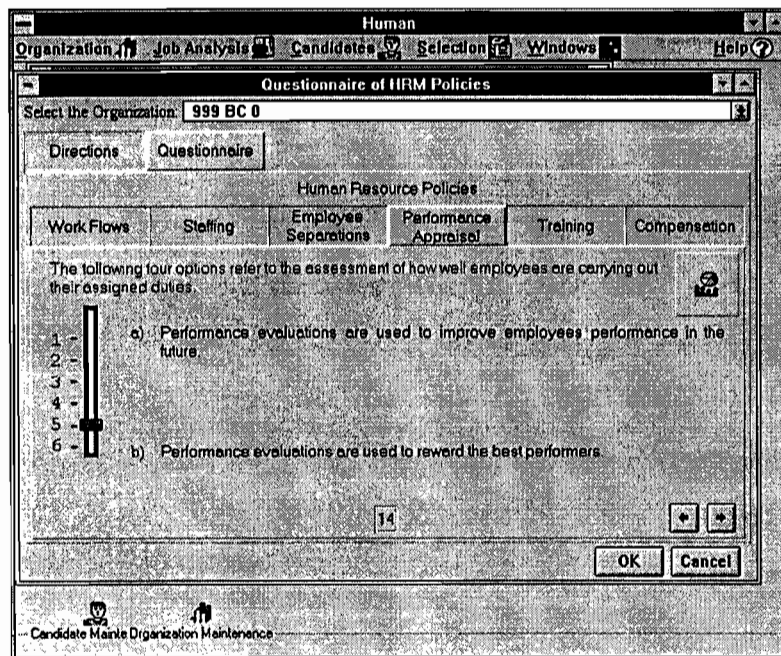 Human
Organization Job Analysis Candidates Selection Windows Help
Questionnaire of HRM Policies
Select the Organization: 999 BC 0
Directions Questionnaire
Human Resource Policies
Work Flows Staffing Employee Separations Performance Appraisal Training Compensation
The following four options refer to the assessment of how well employees are carrying out
their assigned duties.
1 -
2 -
3 -
4 -
5 -
6 -
a) Performance evaluations are used to improve employees performance in the
future.
b) Performance evaluations are used to reward the best performers.
14
OK Cancel
Candidate Mainte Organization Maintenance